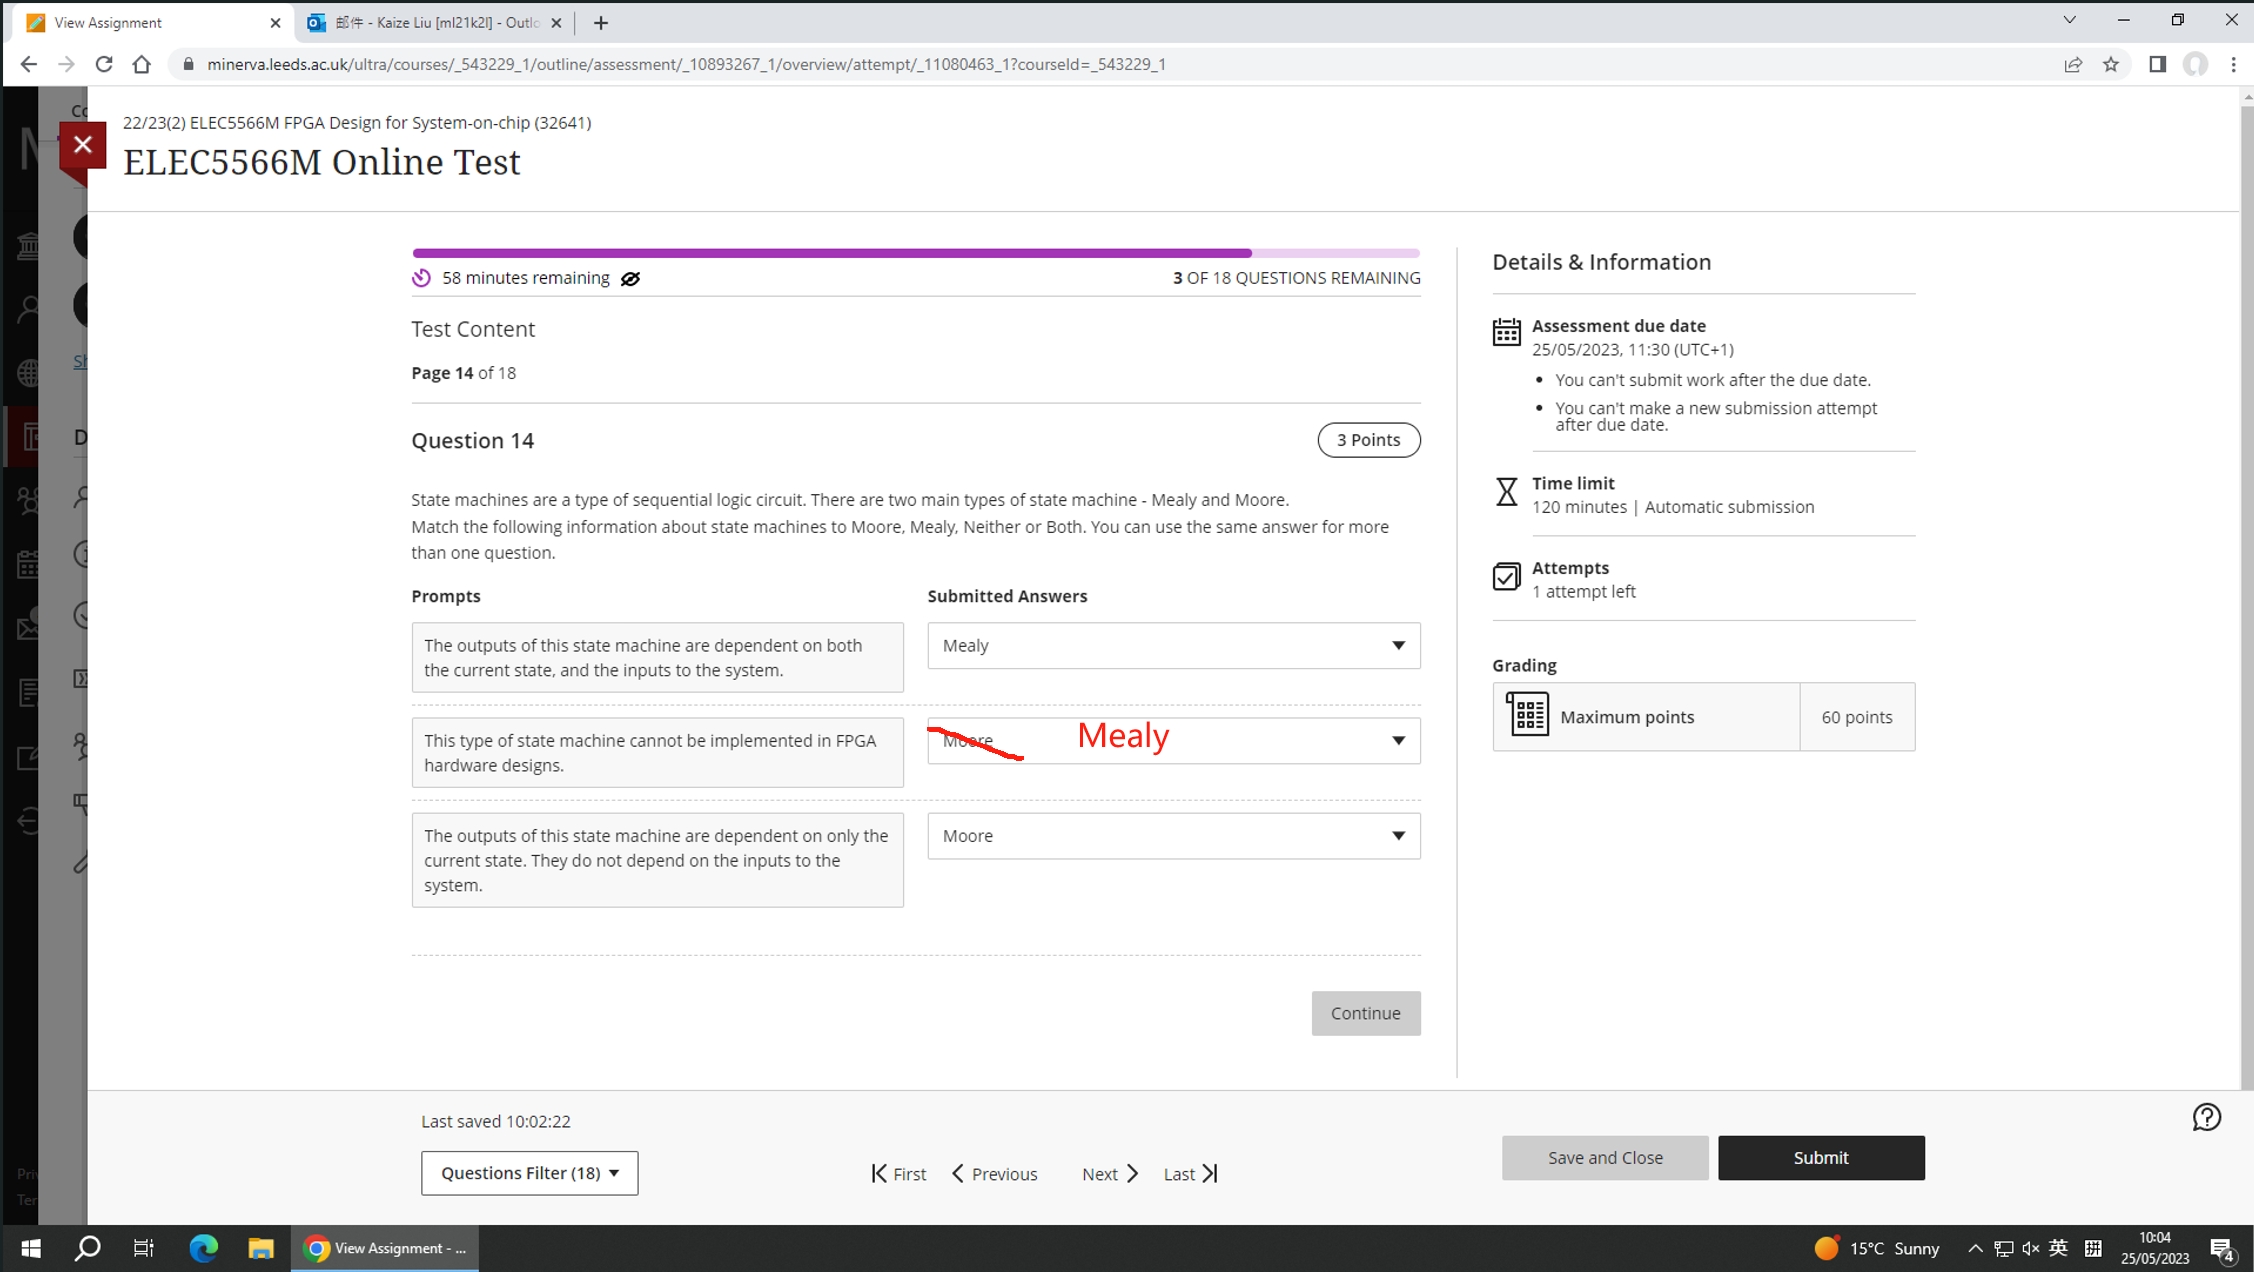 View Assignment
邮件 - Kaize Liu [ml21k2l] - Outlo
minerva.leeds.ac.uk/ultra/courses/_543229_1/outline/assessment/_10893267_1/overview/attempt/_11080463_1?courseId=_543229_1
22/23(2) ELEC5566M FPGA Design for System-on-chip (32641)
ELEC5566M Online Test
58 minutes remaining
3 OF 18 QUESTIONS REMAINING
Test Content
Page 14 of 18
Question 14
3 Points
State machines are a type of sequential logic circuit. There are two main types of state machine - Mealy and Moore.
Match the following information about state machines to Moore, Mealy, Neither or Both. You can use the same answer for more
than one question.
Prompts
Submitted Answers
The outputs of this state machine are dependent on both
the current state, and the inputs to the system.
Mealy
This type of state machine cannot be implemented in FPGA
hardware designs.
Moore
Mealy
The outputs of this state machine are dependent on only the
current state. They do not depend on the inputs to the
system.
Moore
Continue
Details & Information
Assessment due date
25/05/2023, 11:30 (UTC+1)
• You can't submit work after the due date.
• You can't make a new submission attempt
after due date.
Time limit
120 minutes | Automatic submission
Attempts
1 attempt left
Grading
Maximum points
60 points
Last saved 10:02:22
Questions Filter (18)
First
Previous
Next
Last
Save and Close
Submit
View Assignment - ...
15°C Sunny
英
拼
10:04
25/05/2023
4